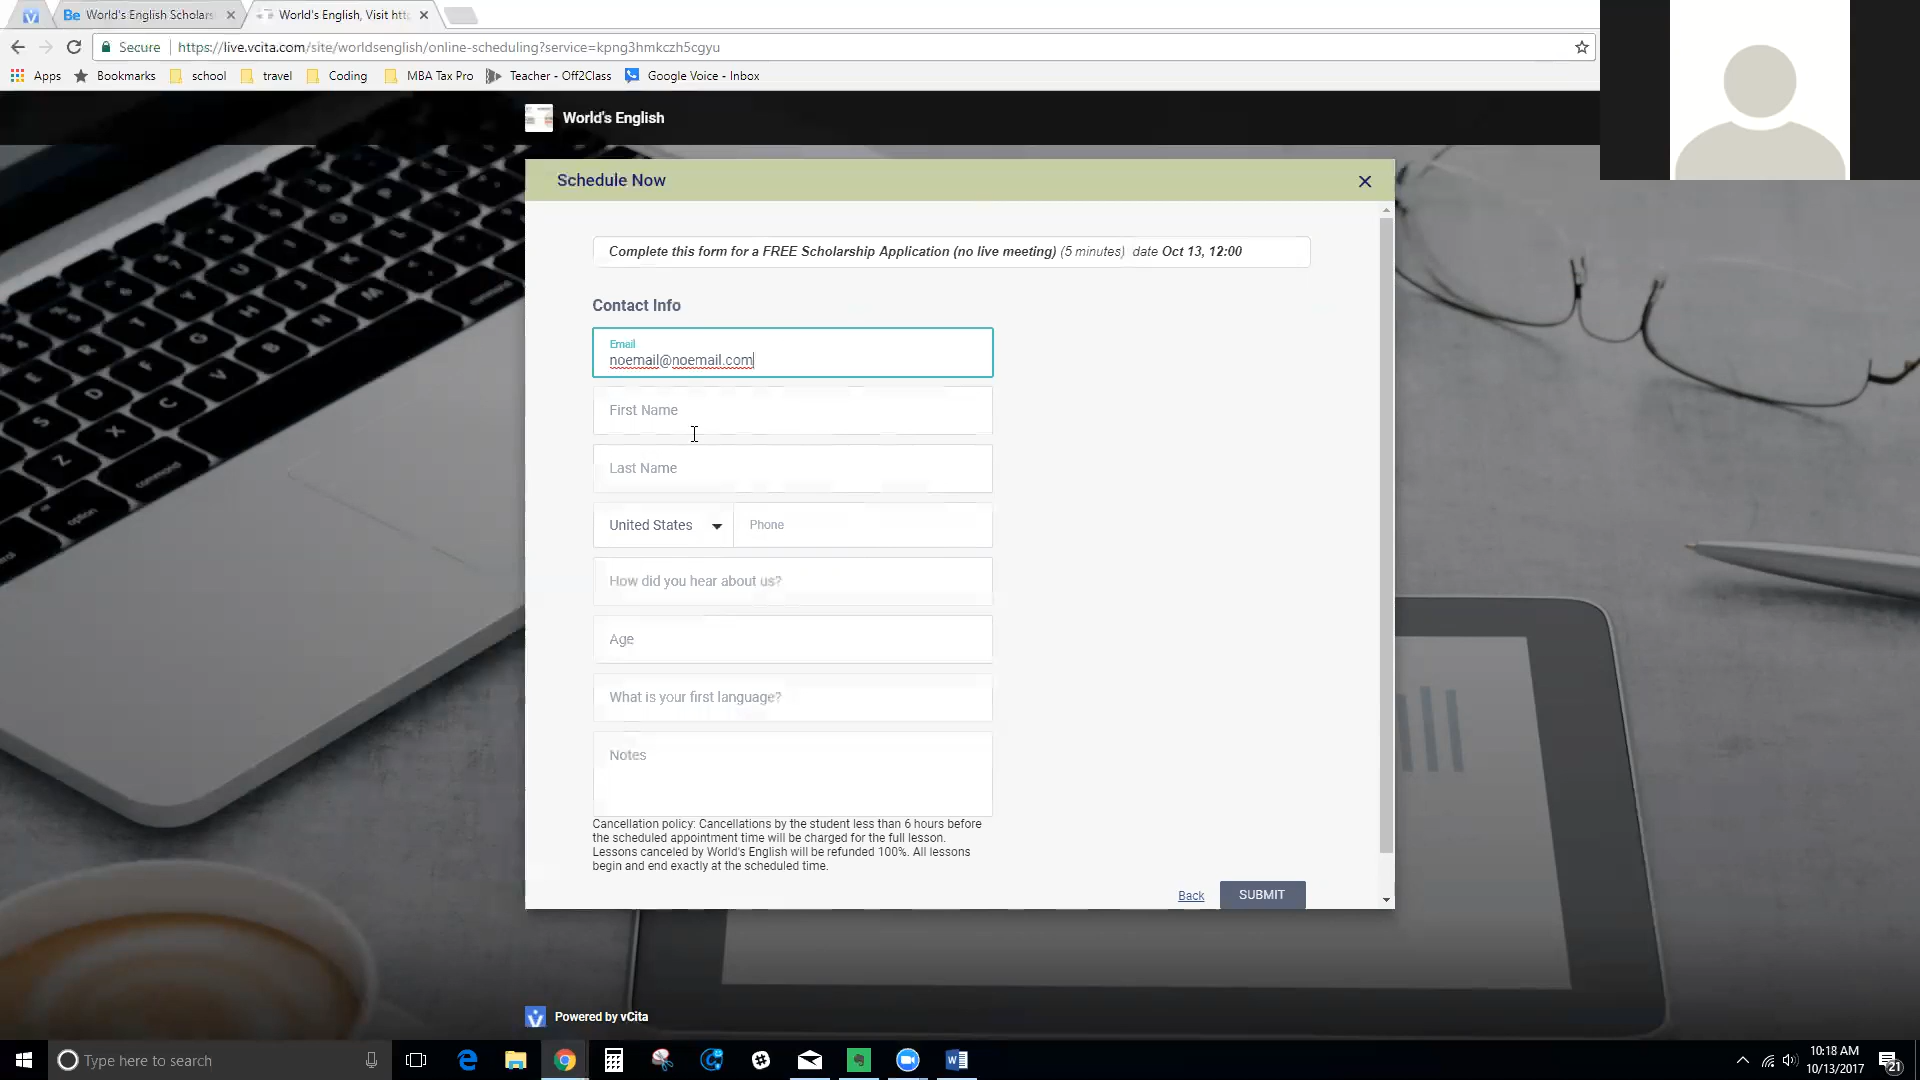 World's English Scholars
World's English, Visit http
Secure
https://live.vcita.com/site/worldsenglish/online-scheduling?service=kpng3hmkczh5cgyu
Apps
Bookmarks
school
travel
Coding
MBA Tax Pro
Teacher - Off2Class
Google Voice - Inbox
World's English
Schedule Now
Complete this form for a FREE Scholarship Application (no live meeting) (5 minutes) date Oct 13, 12:00
Contact Info
Email
noemail@noemail.com
First Name
Last Name
United States
Phone
How did you hear about us?
Age
What is your first language?
Notes
Cancellation policy: Cancellations by the student less than 6 hours before
the scheduled appointment time will be charged for the full lesson.
Lessons canceled by World's English will be refunded 100%. All lessons
begin and end exactly at the scheduled time.
Back
SUBMIT
Powered by vCita
command
option
Type here to search
10:18 AM
10/13/2017
21